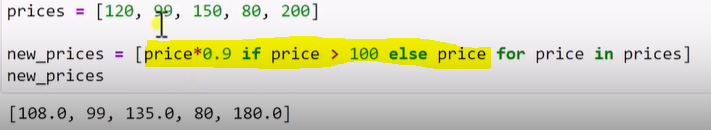 prices = [120, 99, 150, 80, 200]
new_prices = [price*0.9 if price > 100 else price for price in prices]
new_prices
[108.0, 99, 135.0, 80, 180.0]